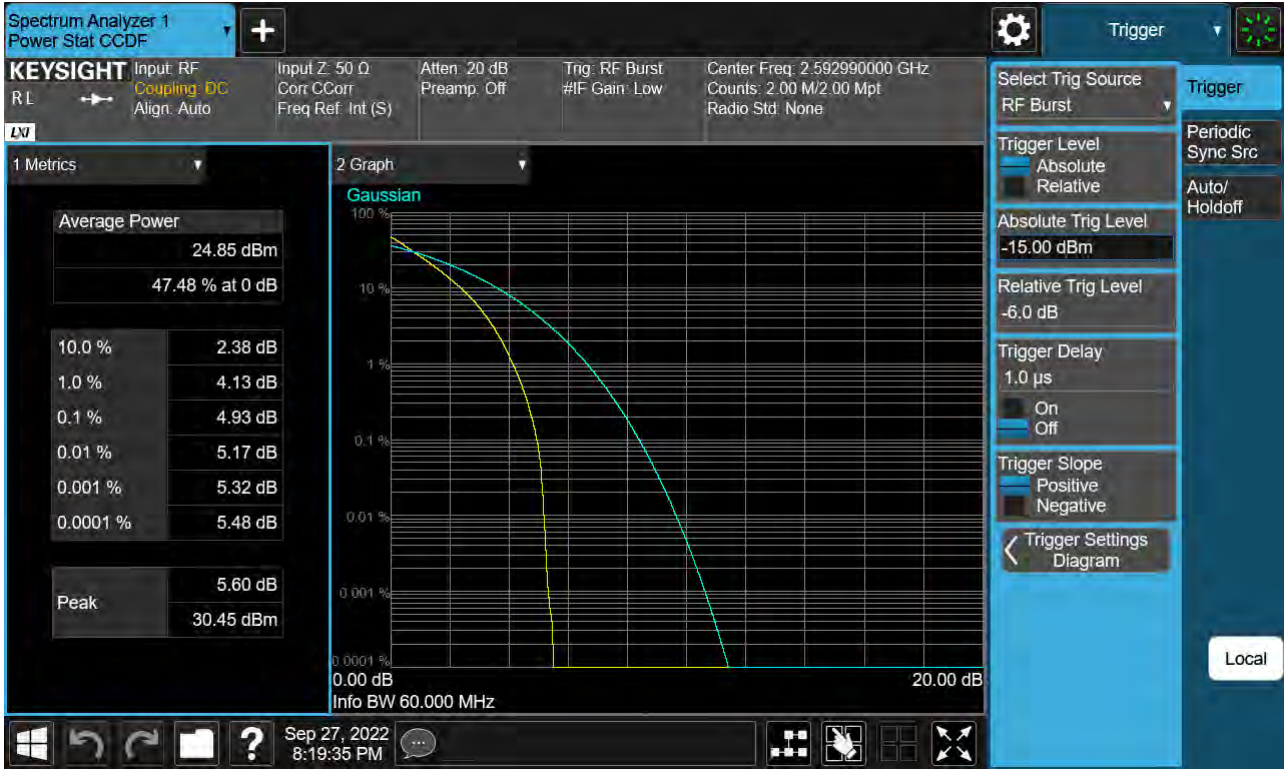 Spectrum Analyzer 1
Power Stat CCDF
Trigger
KEYSIGHT
Input: RF
Coupling: DC
Align: Auto
Input Z: 50 Ω
Corr CCorr
Freq Ref: Int (S)
Atten: 20 dB
Preamp: Off
Trig: RF Burst
#IF Gain: Low
Center Freq: 2.592990000 GHz
Counts: 2.00 M/2.00 Mpt
Radio Std: None
R L
LXI
1 Metrics
Average Power
24.85 dBm
47.48 % at 0 dB
10.0 % 2.38 dB
1.0 % 4.13 dB
0.1 % 4.93 dB
0.01 % 5.17 dB
0.001 % 5.32 dB
0.0001 % 5.48 dB
Peak
5.60 dB
30.45 dBm
2 Graph
Gaussian
100 %
10 %
1 %
0.1 %
0.01 %
0.001 %
0.0001 %
0.00 dB 20.00 dB
Info BW 60.000 MHz
Select Trig Source
RF Burst
Trigger Level
Absolute
Relative
Absolute Trig Level
-15.00 dBm
Relative Trig Level
-6.0 dB
Trigger Delay
1.0 µs
On
Off
Trigger Slope
Positive
Negative
Trigger Settings
Diagram
Trigger
Periodic
Sync Src
Auto/
Holdoff
Local
Sep 27, 2022
8:19:35 PM